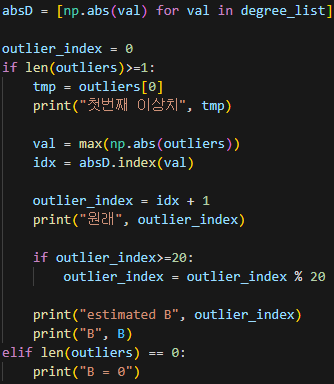 absD = [np.abs(val) for val in degree_list]
outlier_index = 0
if len(outliers)>=1:
    tmp = outliers[0]
    print("첫번째 이상치", tmp)
    val = max(np.abs(outliers))
    idx = absD.index(val)
    outlier_index = idx + 1
    print("원래", outlier_index)
    if outlier_index>=20:
        outlier_index = outlier_index % 20
    print("estimated B", outlier_index)
    print("B", B)
elif len(outliers) == 0:
    print("B = 0")